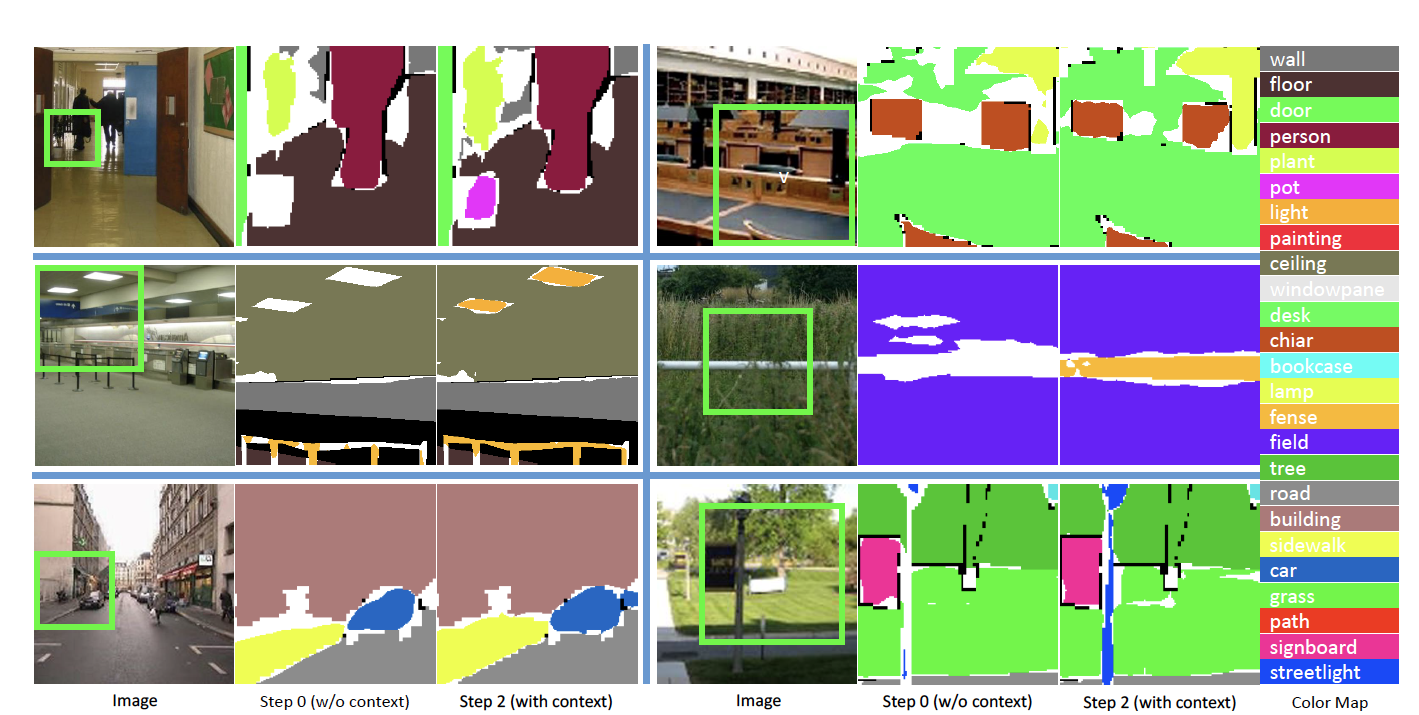 wall
floor
door
person
plant
pot
light
painting
ceiling
windowpane
desk
chiar
bookcase
lamp
fense
field
tree
road
building
sidewalk
car
grass
path
signboard
streetlight
V
Image
Step 0 (w/o context)
Step 2 (with context)
Image
Step 0 (w/o context)
Step 2 (with context)
Color Map